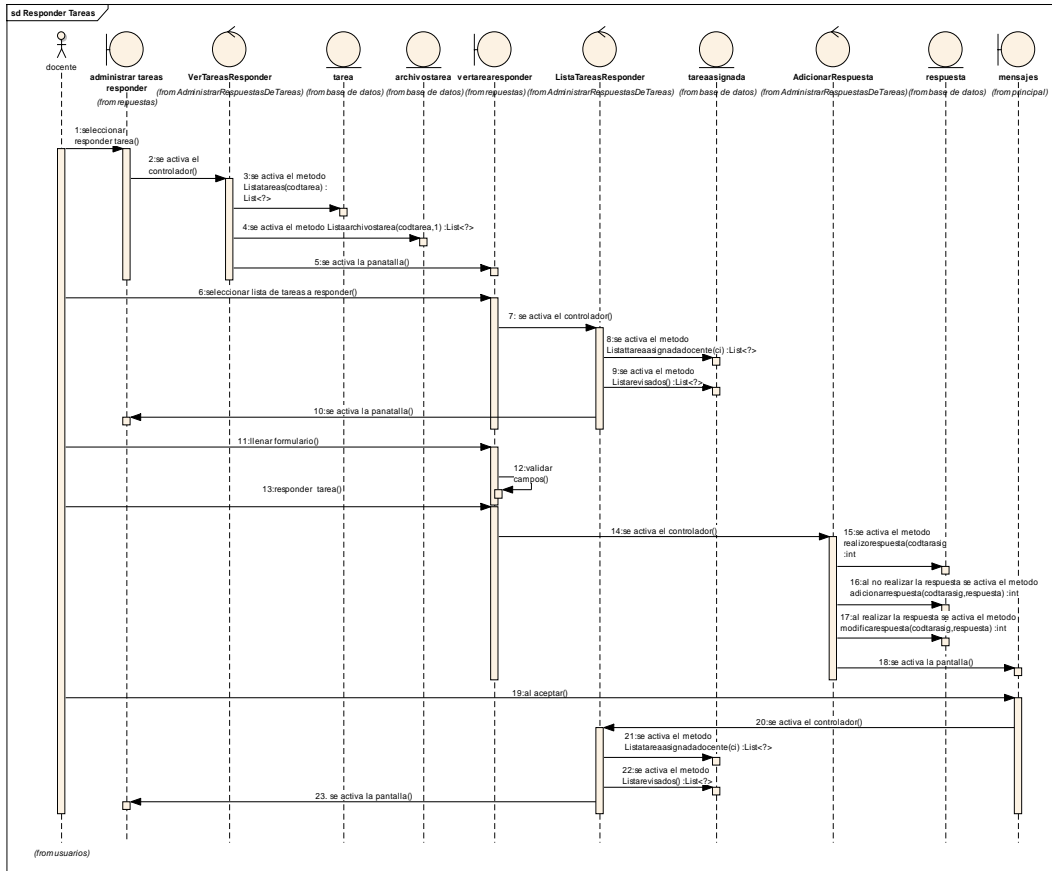 sd Responder Tareas
docente
administrar tareas
responder
(from repuestas)
VerTareasResponder
(from AdministrarRespuestasDeTareas)
tarea
(from base de datos)
archivostarea
(from base de datos)
vertarearesponder
(from repuestas)
ListaTareasResponder
(from AdministrarRespuestasDeTareas)
tareaasignada
(from base de datos)
AdicionarRespuesta
(from AdministrarRespuestasDeTareas)
respuesta
(from base de datos)
mensajes
(from principal)
1:seleccionar
responder tarea()
2:se activa el
controlador()
3:se activa el metodo
Listatareas(codtarea) :
List<?>
4:se activa el metodo Listaarchivostarea(codtarea,1) :List<?>
5:se activa la panatalla()
6:seleccionar lista de tareas a responder()
7: se activa el controlador()
8:se activa el metodo
Listattareaasignadadocente(ci) :List<?>
9:se activa el metodo
Listarevisados() :List<?>
10:se activa la panatalla()
11:llenar formulario()
12:validar
campos()
13:responder tarea()
14:se activa el controlador()
15:se activa el metodo
realizorespuesta(codtarasig
:int
16:al no realizar la respuesta se activa el metodo
adicionarrespuesta(codtarasig,respuesta) :int
17:al realizar la respuesta se activa el metodo
modificarespuesta(codtarasig,respuesta) :int
18:se activa la pantalla()
19:al aceptar()
20:se activa el controlador()
21:se activa el metodo
Listatareaasignadadocente(ci) :List<?>
22:se activa el metodo
Listarevisados() :List<?>
23. se activa la pantalla()
(from usuarios)